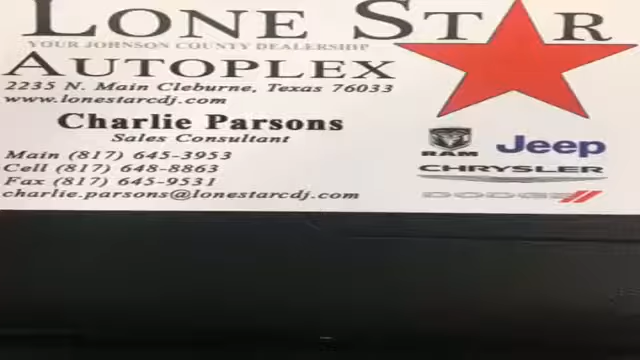 LONE STAR
YOUR JOHNSON COUNTY DEALERSHIP
AUTOPLEX
2235 N. Main Cleburne, Texas 76033
www.lonestarcdj.com
Charlie Parsons
Sales Consultant
Main (817) 645-3953
Cell (817) 648-8863
Fax (817) 645-9531
charlie.parsons@lonestarcdj.com
RAM
Jeep
CHRYSLER
DODGE